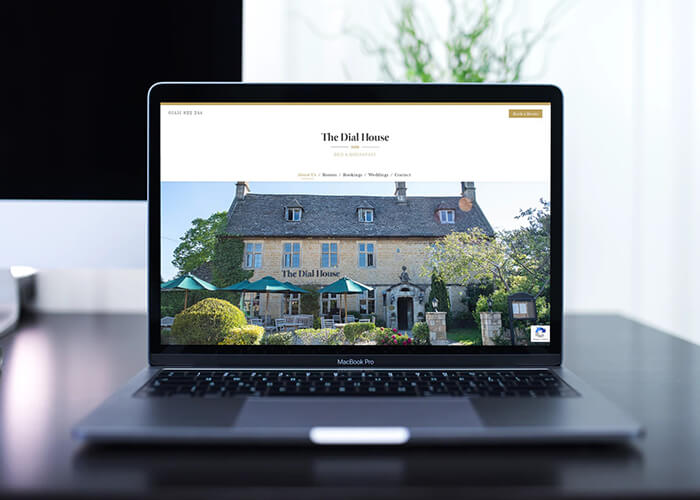 01451 822 244
Book a Room
The Dial House
BED & BREAKFAST
About Us / Rooms / Bookings / Weddings / Contact
The Dial House
MacBook Pro